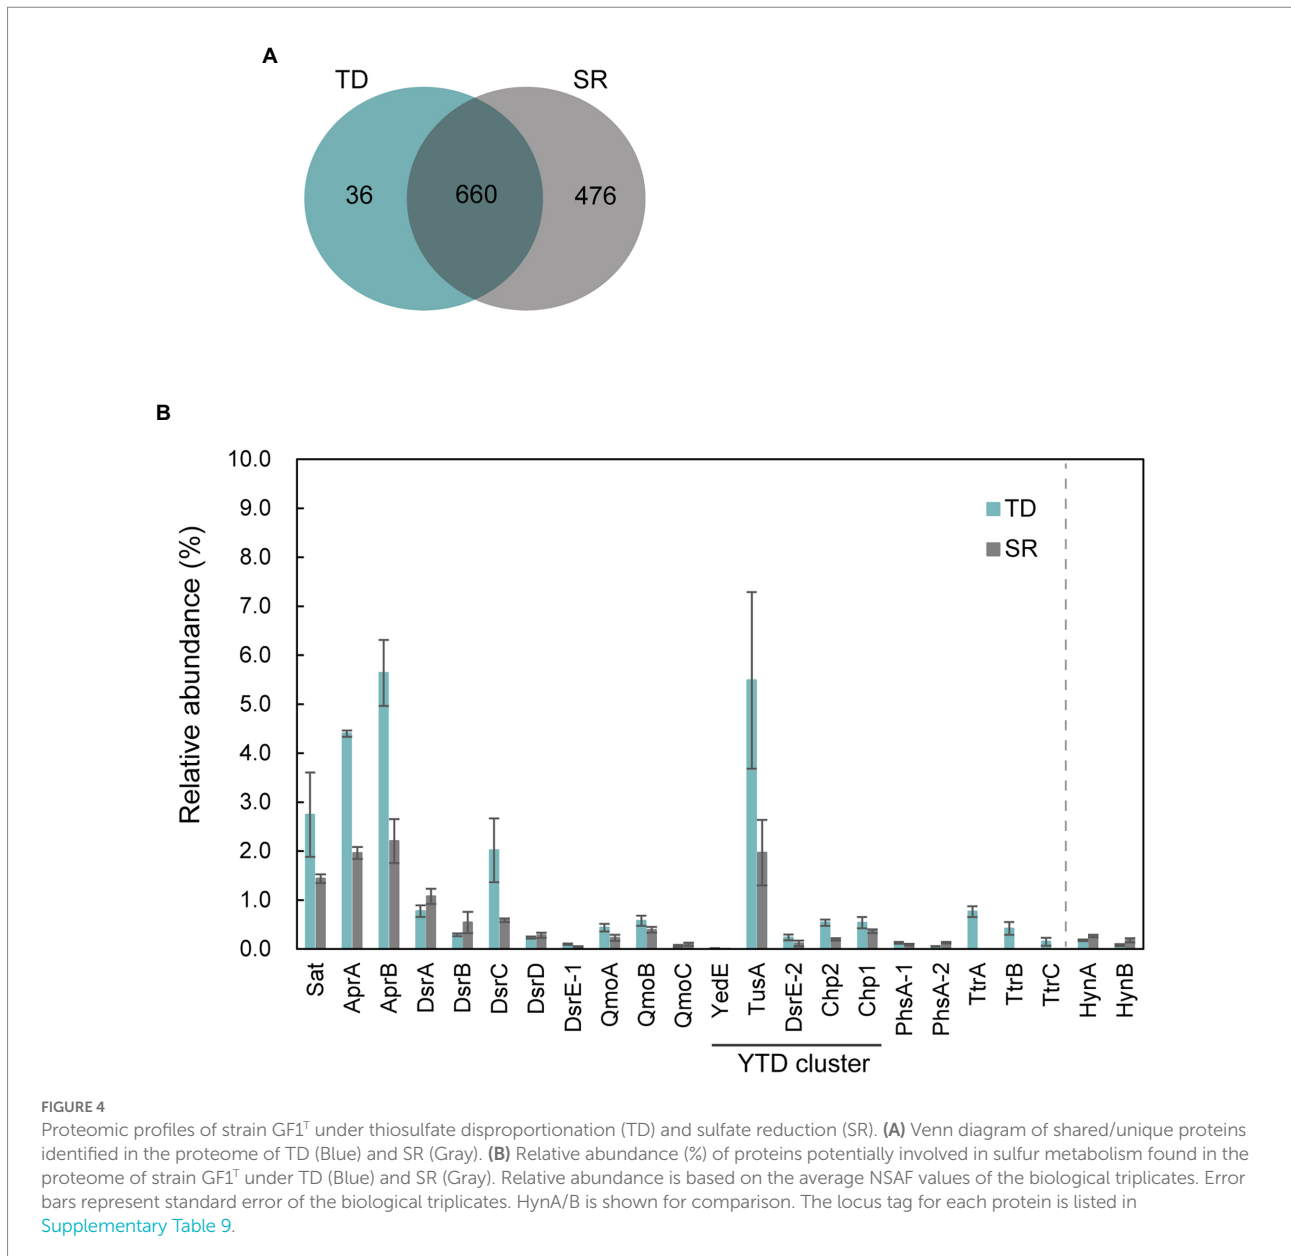 A
TD
SR
36
660
476
B
Relative abundance (%)
10.0
9.0
8.0
7.0
6.0
5.0
4.0
3.0
2.0
1.0
0.0
TD
SR
Sat
AprA
AprB
DsrA
DsrB
DsrC
DsrD
DsrE-1
QmoA
QmoB
QmoC
YedE
TusA
DsrE-2
Chp2
Chp1
PhsA-1
PhsA-2
TtrA
TtrB
TtrC
HynA
HynB
YTD cluster
FIGURE 4
Proteomic profiles of strain GF1ᵀ under thiosulfate disproportionation (TD) and sulfate reduction (SR). (A) Venn diagram of shared/unique proteins
identified in the proteome of TD (Blue) and SR (Gray). (B) Relative abundance (%) of proteins potentially involved in sulfur metabolism found in the
proteome of strain GF1ᵀ under TD (Blue) and SR (Gray). Relative abundance is based on the average NSAF values of the biological triplicates. Error
bars represent standard error of the biological triplicates. HynA/B is shown for comparison. The locus tag for each protein is listed in
Supplementary Table 9.